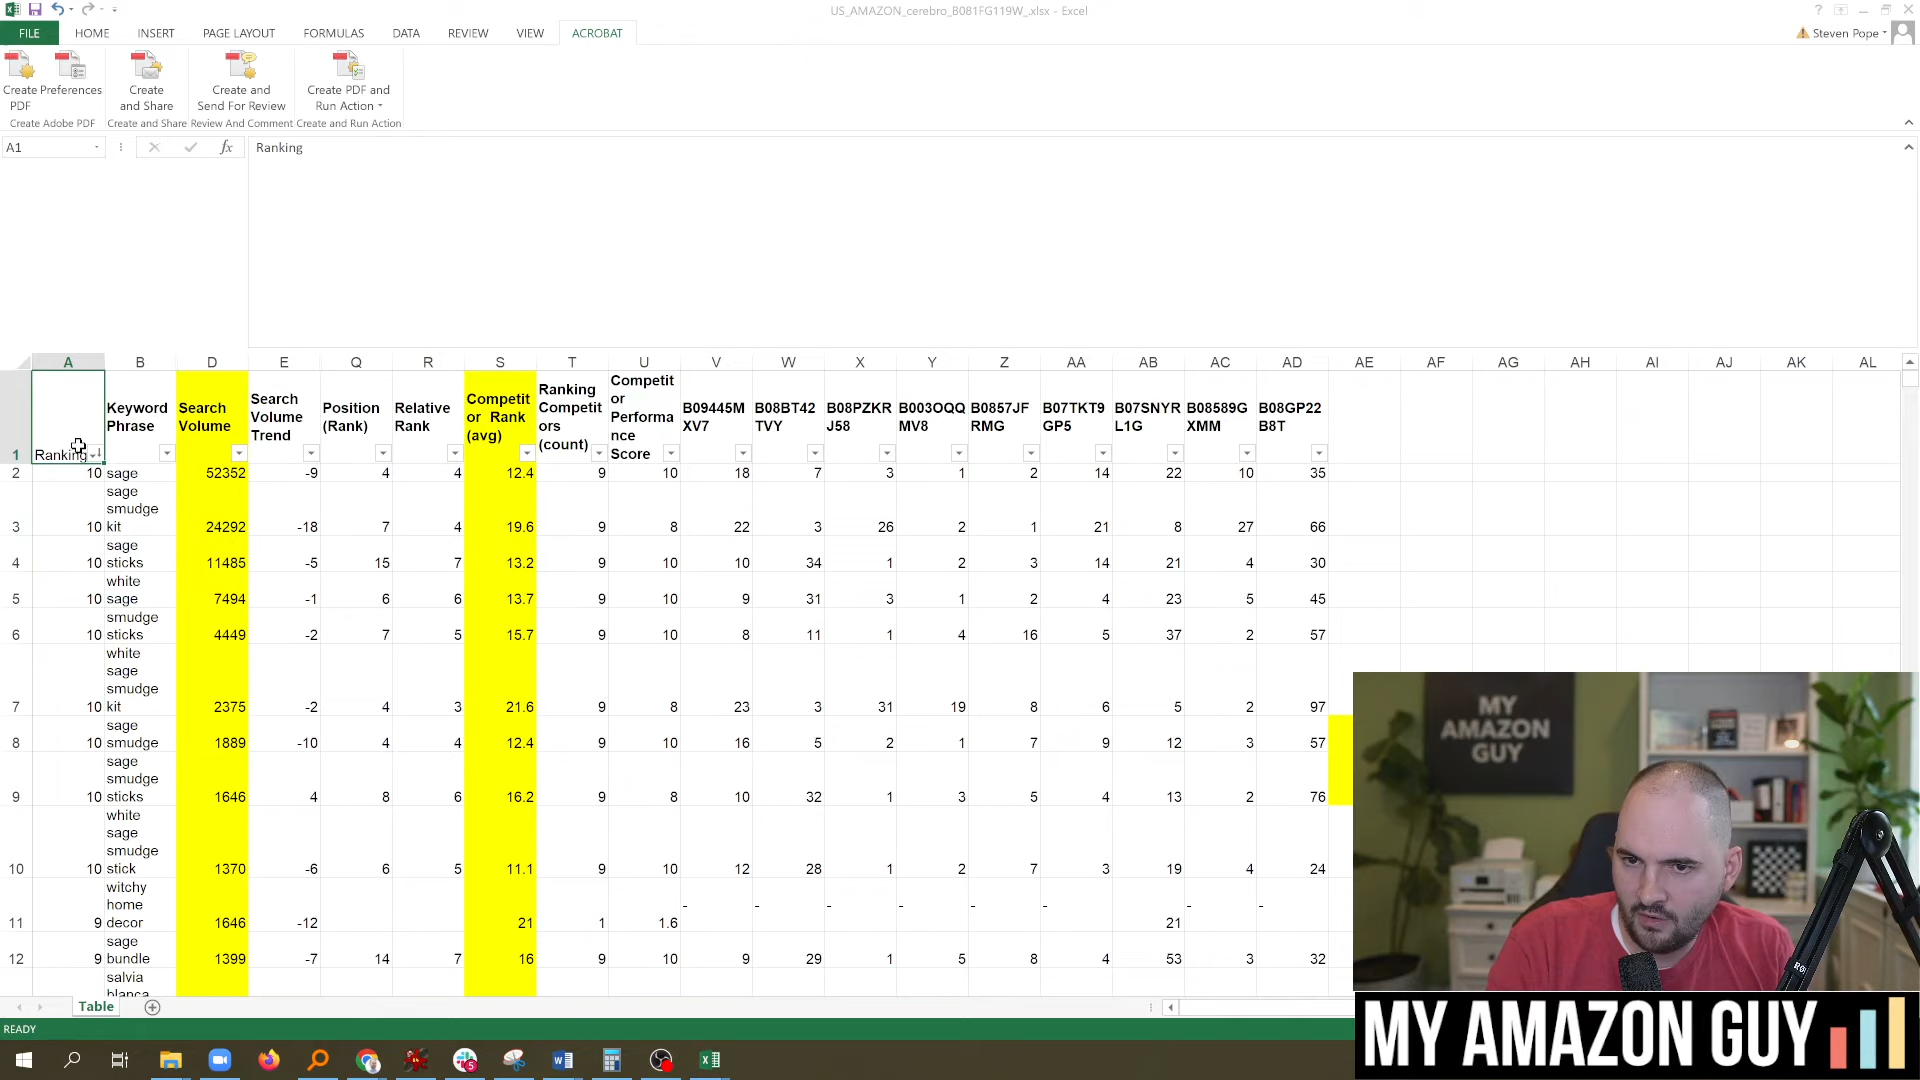 US_AMAZON_cerebro_B081FG119W_.xlsx - Excel
FILE HOME INSERT PAGE LAYOUT FORMULAS DATA REVIEW VIEW ACROBAT
Steven Pope
Create Preferences Create Create and Create PDF and
PDF and Share Send For Review Run Action
Create Adobe PDF Create and Share Review And Comment Create and Run Action
A1 fx Ranking
A B D E Q R S T U V W X Y Z AA AB AC AD AE AF AG AH AI AJ AK AL
1 Ranking Keyword Phrase Search Volume Search Volume Trend Position (Rank) Relative Rank Competitor Rank (avg) Ranking Competitors (count) Competitor Performance Score B09445MXV7 B08BT42TVY B08PZKRJ58 B003OQQMV8 B0857JFRMG B07TKT9GP5 B07SNYRL1G B08589GXMM B08GP22B8T
2 10 sage 52352 -9 4 4 12.4 9 10 18 7 3 1 2 14 22 10 35
3 10 sage smudge kit 24292 -18 7 4 19.6 9 8 22 3 26 2 1 21 8 27 66
4 10 sage sticks 11485 -5 15 7 13.2 9 10 10 34 1 2 3 14 21 4 30
5 10 white sage 7494 -1 6 6 13.7 9 10 9 31 3 1 2 4 23 5 45
6 10 smudge sticks 4449 -2 7 5 15.7 9 10 8 11 1 4 16 5 37 2 57
7 10 white sage smudge kit 2375 -2 4 3 21.6 9 8 23 3 31 19 8 6 5 2 97
8 10 sage smudge 1889 -10 4 4 12.4 9 10 16 5 2 1 7 9 12 3 57
9 10 sage smudge sticks 1646 4 8 6 16.2 9 8 10 32 1 3 5 4 13 2 76
10 10 white sage smudge stick 1370 -6 6 5 11.1 9 10 12 28 1 2 7 3 19 4 24
11 9 witchy home decor 1646 -12 21 1 1.6 - - - - - - 21 - -
12 9 sage bundle 1399 -7 14 7 16 9 10 9 29 1 5 8 4 53 3 32
salvia
blanca
Table
READY
MY
AMAZON
GUY
MY AMAZON GUY